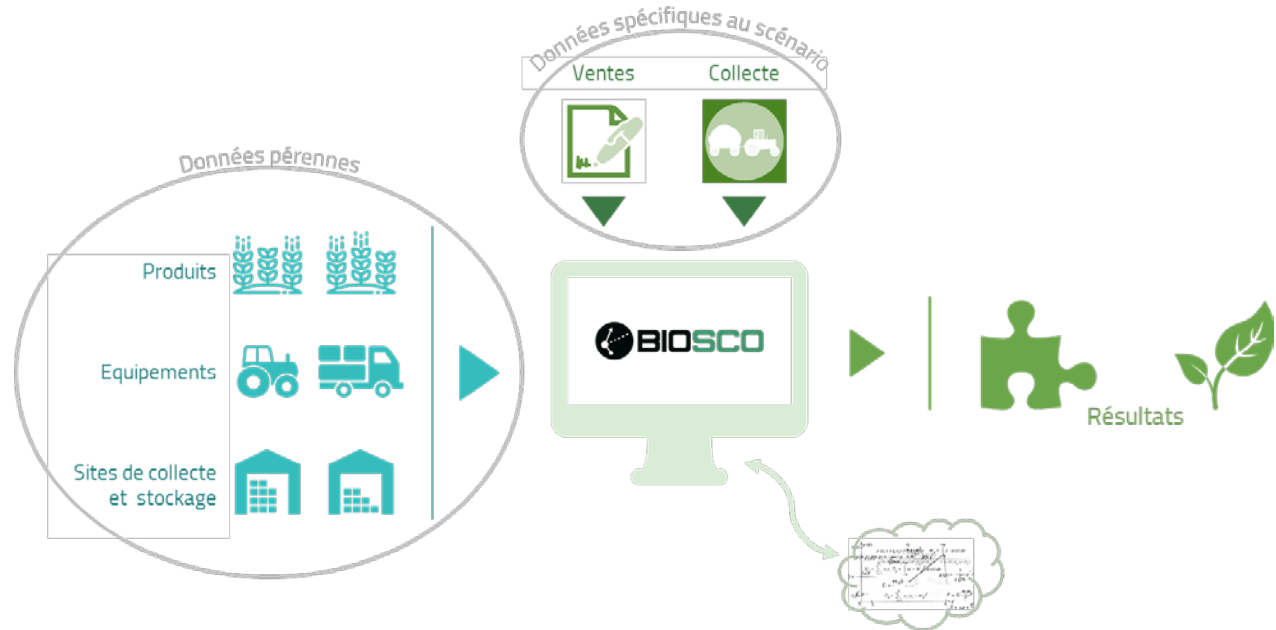 Données spécifiques au scénario
Ventes
Collecte
Données pérennes
Produits
Equipements
Sites de collecte
et stockage
BIOSCO
Résultats